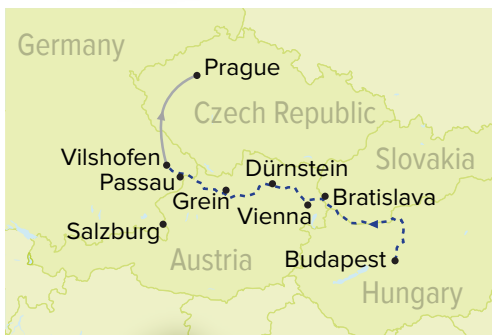 Germany
Prague
Czech Republic
Slovakia
Vilshofen
Dürnstein
Passau
Grein
Bratislava
Vienna
Salzburg
Austria
Budapest
Hungary